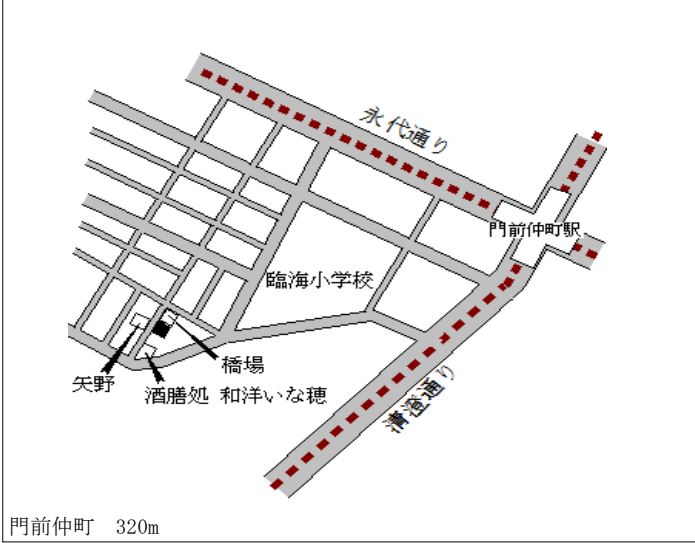 永代通り
門前仲町駅
臨海小学校
橋場
矢野
酒膳処 和洋いな穂
清澄通り
門前仲町　320m